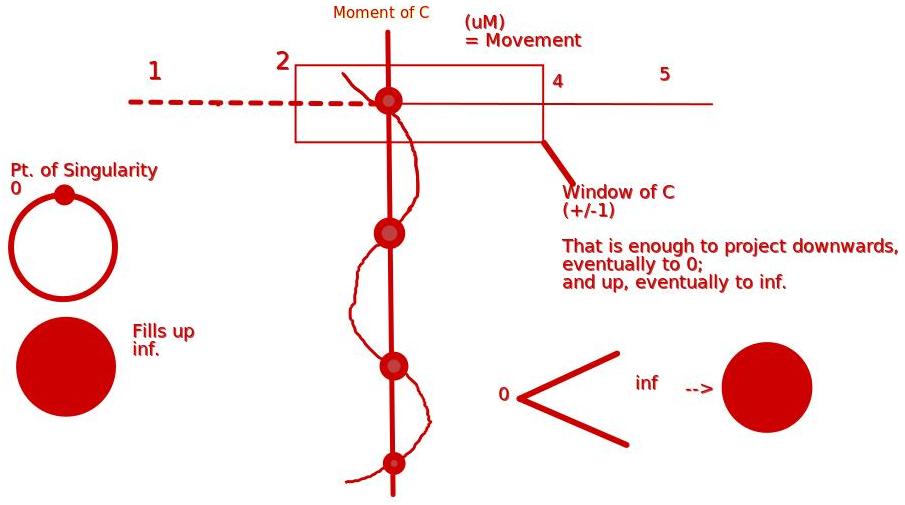 Moment of C
(uM)
= Movement
1
2
4
5
Pt. of Singularity
0
Window of C
(+/-1)
That is enough to project downwards,
eventually to 0;
and up, eventually to inf.
Fills up
inf.
0
inf
-->